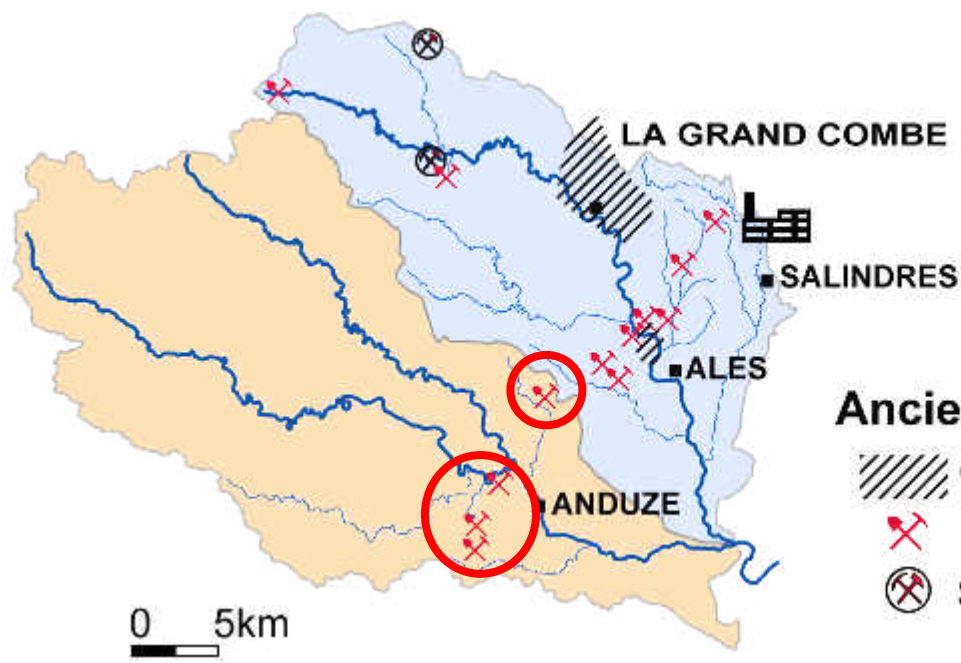 LA GRAND COMBE
SALINDRES
ALES
Ancie
ANDUZE
0 5km